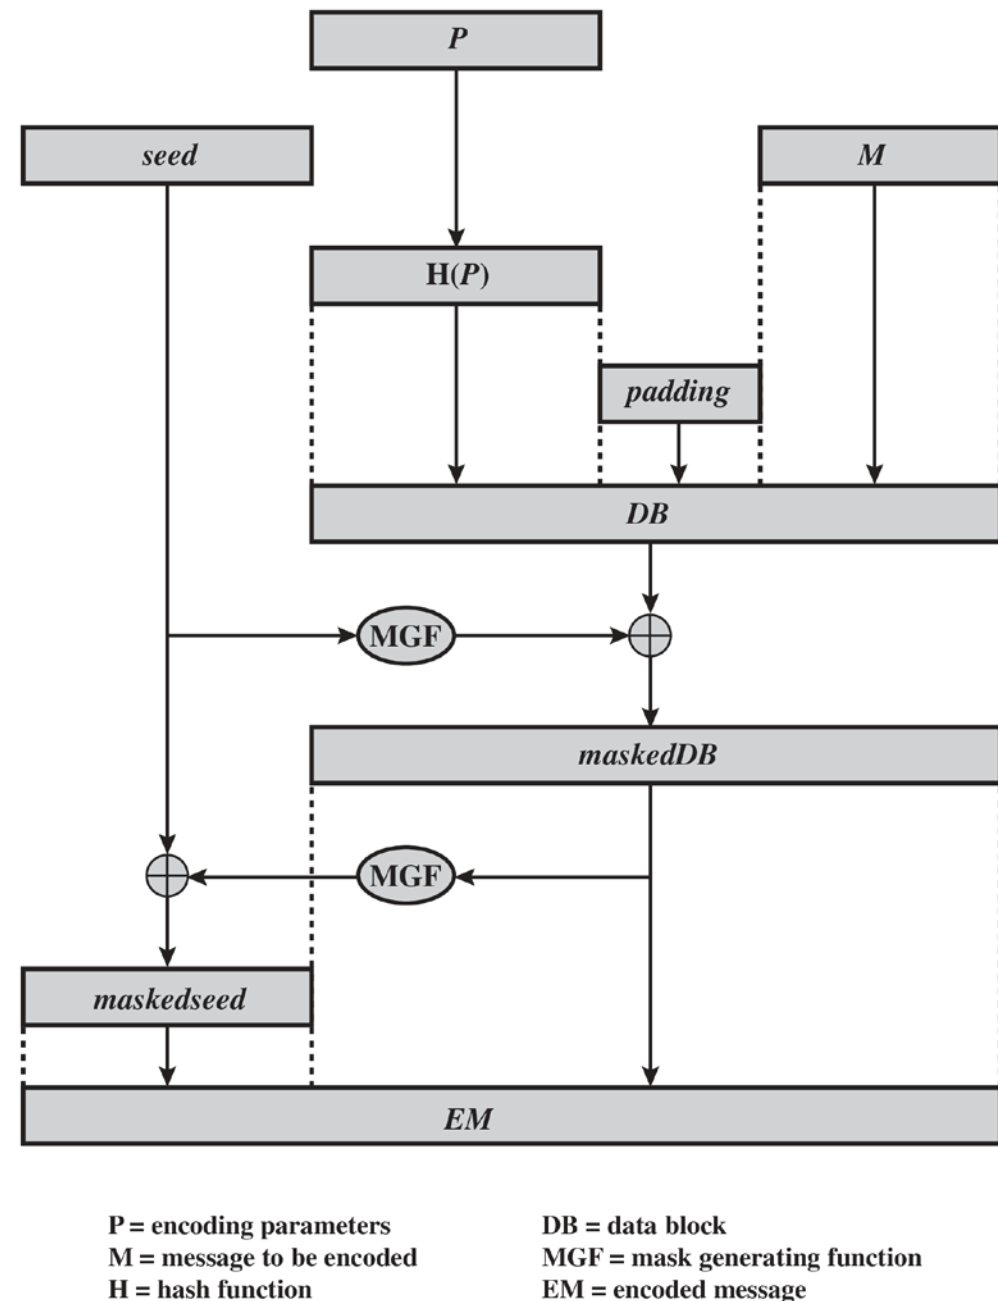 P
seed
M
H(P)
padding
DB
MGF
maskedDB
MGF
maskedseed
EM
P = encoding parameters
M = message to be encoded
H = hash function
DB = data block
MGF = mask generating function
EM = encoded message